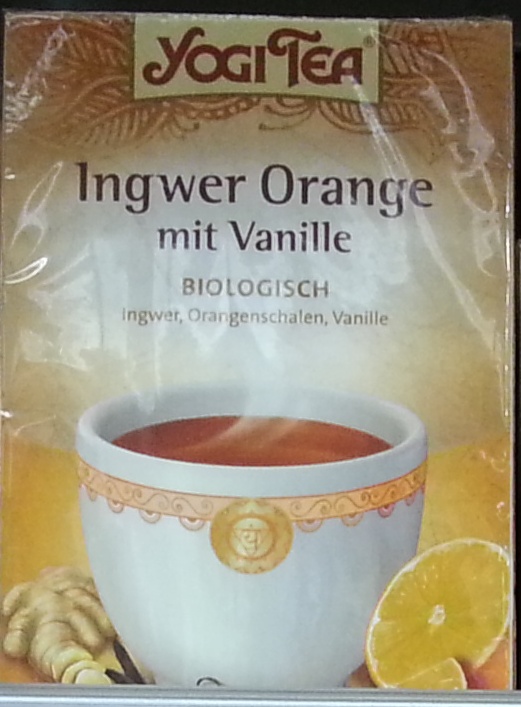 YOGI TEA®
Ingwer Orange
mit Vanille
BIOLOGISCH
Ingwer, Orangenschalen, Vanille